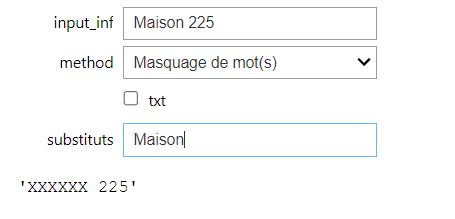 input_inf Maison 225
method Masquage de mot(s)
txt
substituts Maison
'XXXXXX 225'